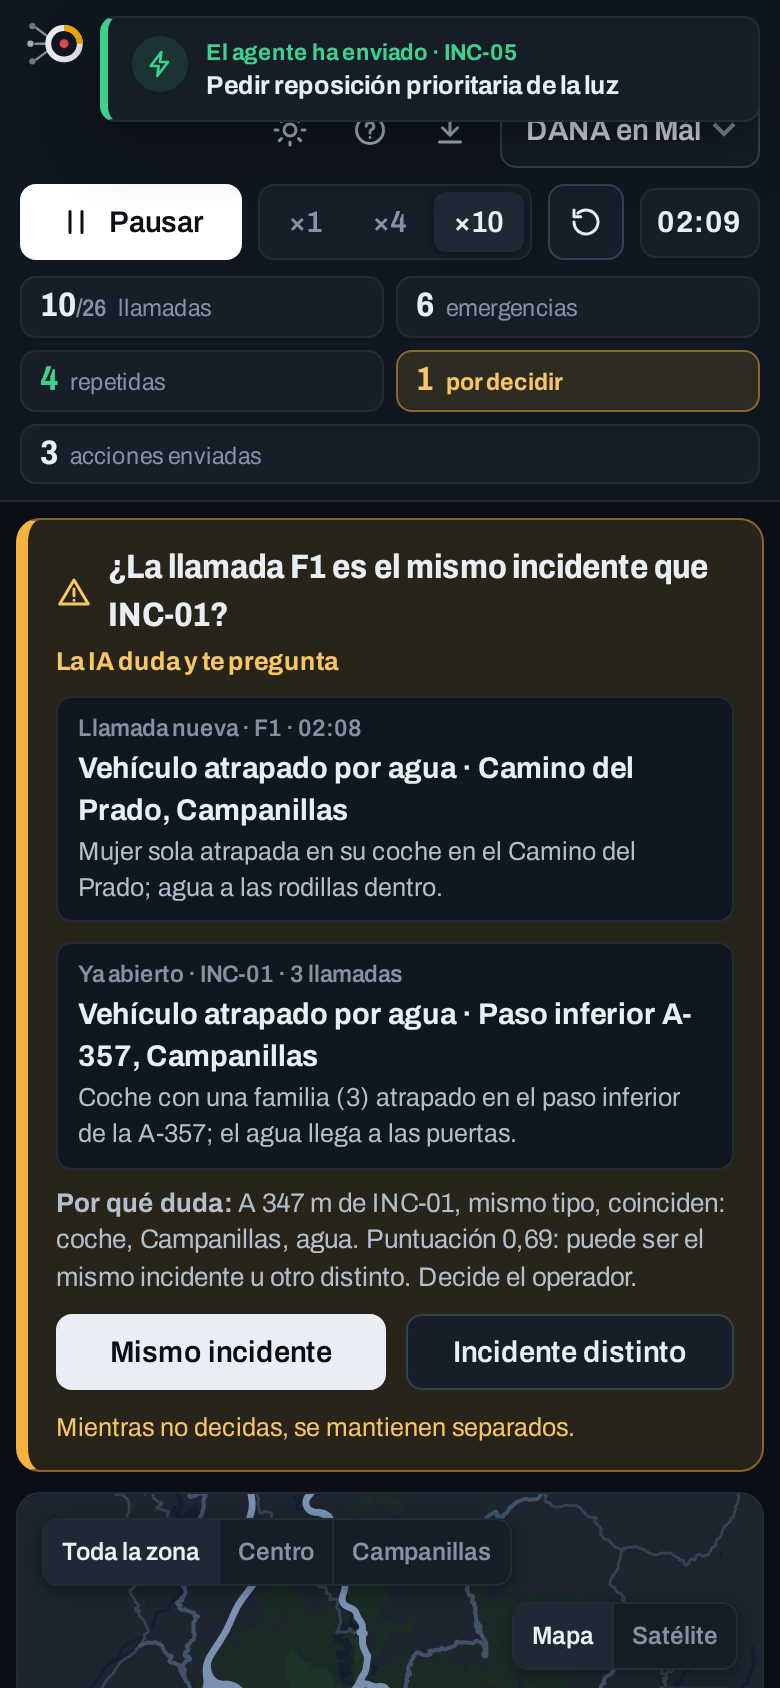 El agente ha enviado · INC-05
Pedir reposición prioritaria de la luz
DANA en Mál
Pausar
×1
×4
×10
02:09
10/26 llamadas
6 emergencias
4 repetidas
1 por decidir
3 acciones enviadas
¿La llamada F1 es el mismo incidente que
INC-01?
La IA duda y te pregunta
Llamada nueva · F1 · 02:08
Vehículo atrapado por agua · Camino del
Prado, Campanillas
Mujer sola atrapada en su coche en el Camino del
Prado; agua a las rodillas dentro.
Ya abierto · INC-01 · 3 llamadas
Vehículo atrapado por agua · Paso inferior A-
357, Campanillas
Coche con una familia (3) atrapado en el paso inferior
de la A-357; el agua llega a las puertas.
Por qué duda: A 347 m de INC-01, mismo tipo, coinciden:
coche, Campanillas, agua. Puntuación 0,69: puede ser el
mismo incidente u otro distinto. Decide el operador.
Mismo incidente
Incidente distinto
Mientras no decidas, se mantienen separados.
Toda la zona
Centro
Campanillas
Mapa
Satélite